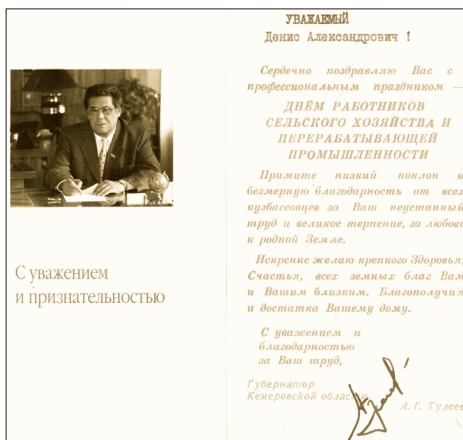 УВАЖАЕМЫЙ
Денис Александрович !
Сердечно поздравляю Вас с
профессиональным праздником —
ДНЁМ РАБОТНИКОВ
СЕЛЬСКОГО ХОЗЯЙСТВА И
ПЕРЕРАБАТЫВАЮЩЕЙ
ПРОМЫШЛЕННОСТИ
Примите низкий поклон и
безмерную благодарность от всех
кузбассовцев за Ваш неустанный
труд и великое терпение, за любовь
к родной Земле.
Искренне желаю крепкого Здоровья,
Счастья, всех земных благ Вам
и Вашим близким. Благополучия
и достатка Вашему дому.
С уважением и
благодарностью
за Ваш труд,
Губернатор
Кемеровской области
А. Г. Тулеев
С уважением
и признательностью